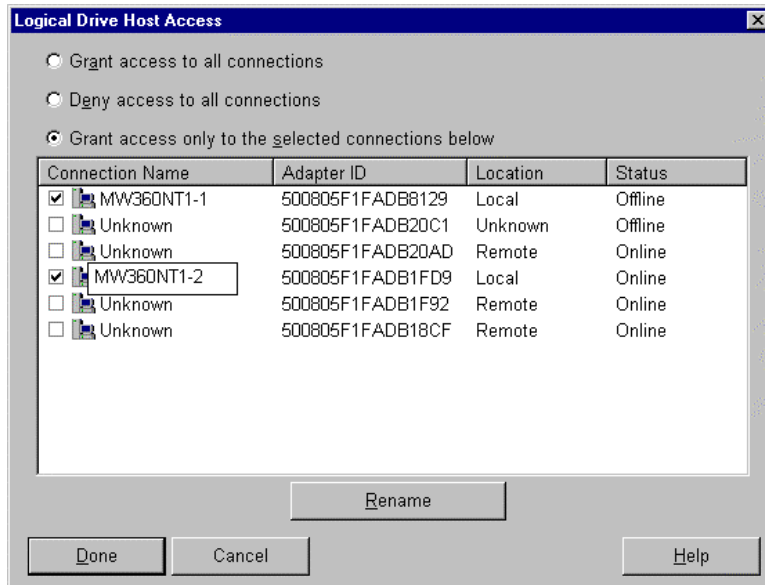 Logical Drive Host Access
Grant access to all connections
Deny access to all connections
Grant access only to the selected connections below
Connection Name Adapter ID Location Status
MW360NT1-1 500805F1FADB8129 Local Offline
Unknown 500805F1FADB20C1 Unknown Offline
Unknown 500805F1FADB20AD Remote Online
MW360NT1-2 500805F1FADB1FD9 Local Online
Unknown 500805F1FADB1F92 Remote Online
Unknown 500805F1FADB18CF Remote Online
Rename
Done Cancel Help